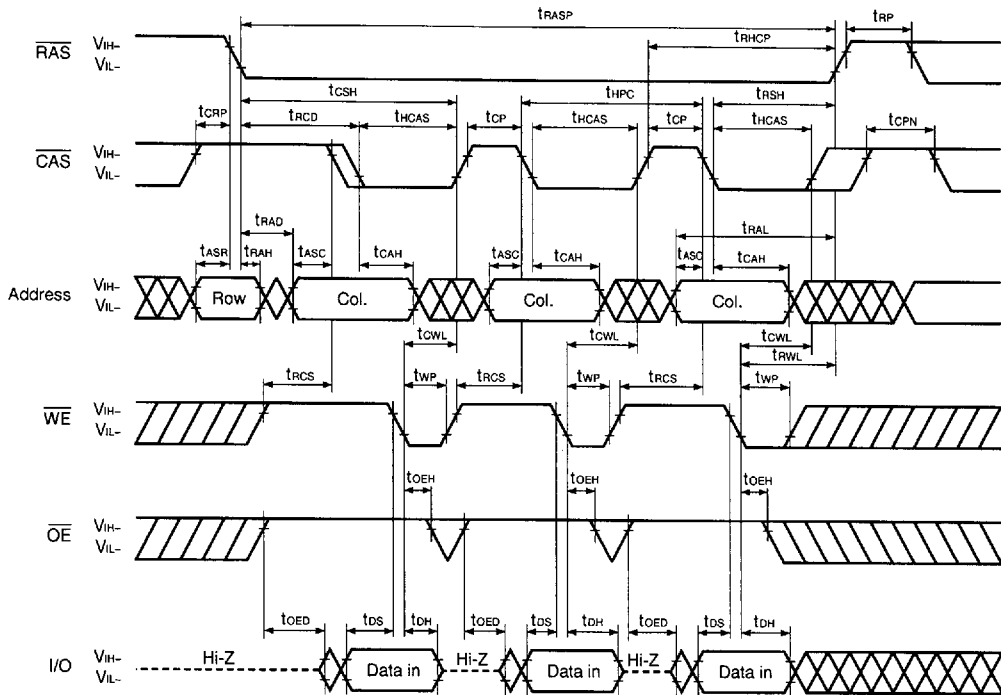 tRASP tRP
RAS VIH– VIL– tRHCP
tCSH tHPC tRSH
tCRP tRCD tHCAS tCP tHCAS tCP tHCAS tCPN
CAS VIH– VIL–
tRAD tRAL
tASR tRAH tASC tCAH tASC tCAH tASC tCAH
Address VIH– VIL– Row Col. Col. Col.
tCWL tCWL tCWL
tRWL
tRCS tWP tRCS tWP tRCS tWP
WE VIH– VIL–
tOEH tOEH tOEH
OE VIH– VIL–
tOED tDS tDH tOED tDS tDH tOED tDS tDH
I/O VIH– VIL– Hi-Z Data in Hi-Z Data in Hi-Z Data in